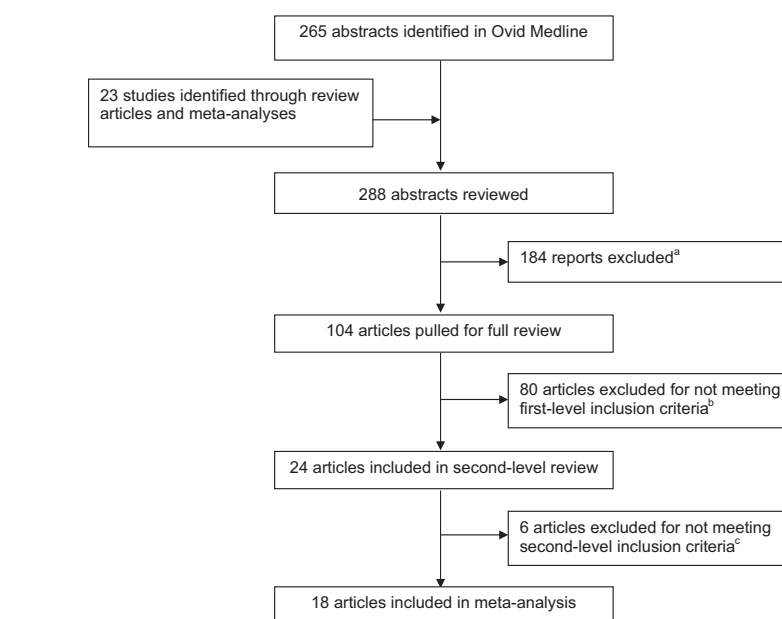 265 abstracts identified in Ovid Medline
23 studies identified through review
articles and meta-analyses
288 abstracts reviewed
184 reports excludedᵃ
104 articles pulled for full review
80 articles excluded for not meeting
first-level inclusion criteriaᵇ
24 articles included in second-level review
6 articles excluded for not meeting
second-level inclusion criteriaᶜ
18 articles included in meta-analysis